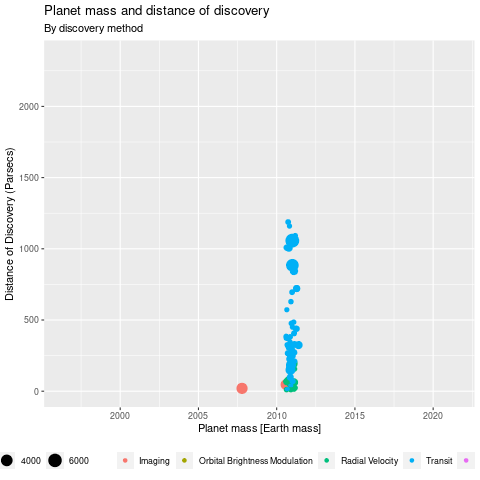 Planet mass and distance of discovery
By discovery method
Distance of Discovery (Parsecs)
2000
1500
1000
500
0
2000
2005
2010
2015
2020
Planet mass [Earth mass]
4000 6000 Imaging Orbital Brightness Modulation Radial Velocity Transit